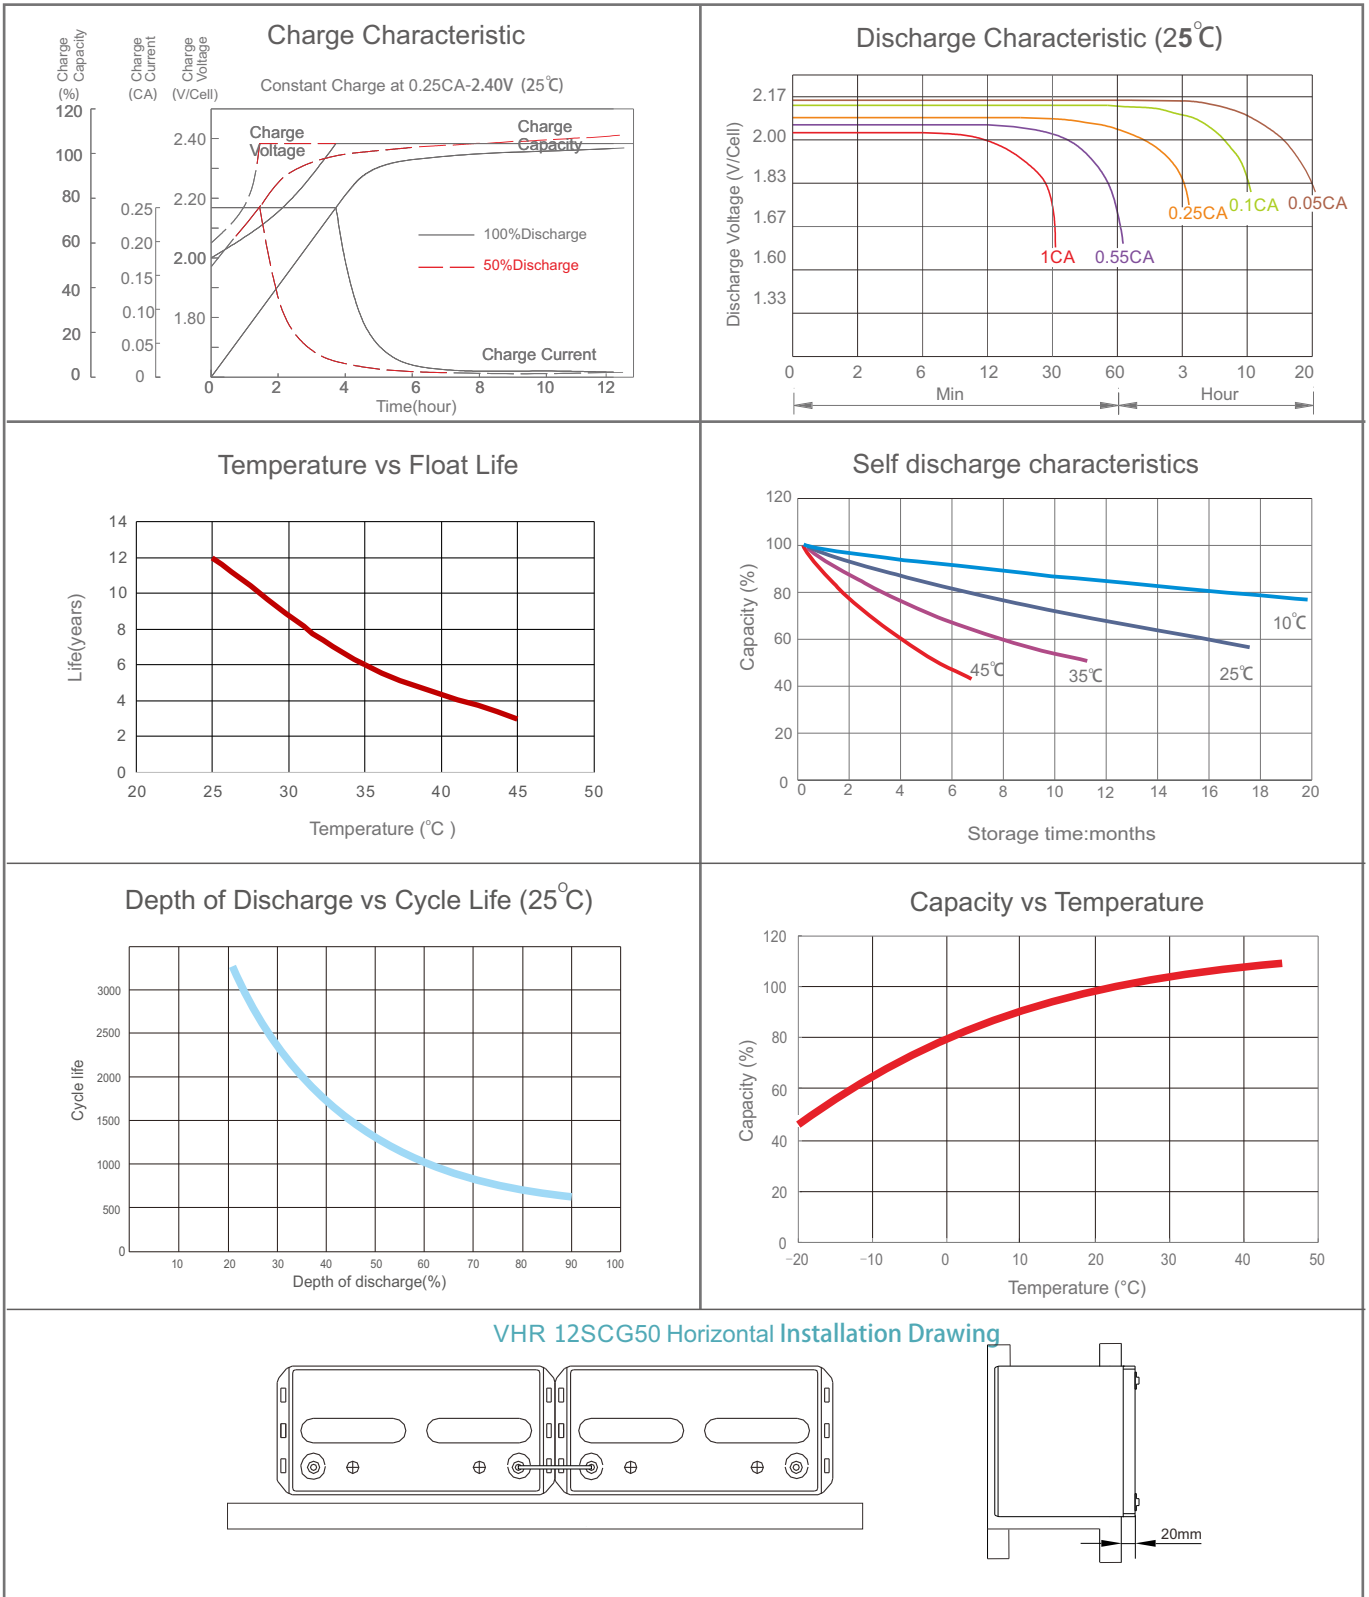 Charge Characteristic
Charge
Capacity
(%)
Charge
Current
(CA)
Charge
Voltage
(V/Cell)
Constant Charge at 0.25CA-2.40V (25℃)
120
100
80
60
40
20
0
0.25
0.20
0.15
0.10
0.05
0
2.40
2.20
2.00
1.80
Charge
Voltage
Charge
Capacity
100%Discharge
50%Discharge
Charge Current
0 2 4 6 8 10 12
Time(hour)
Discharge Characteristic (25℃)
Discharge Voltage (V/Cell)
2.17
2.00
1.83
1.67
1.60
1.33
1CA
0.55CA
0.25CA
0.1CA
0.05CA
0 2 6 12 30 60 3 10 20
Min Hour
Temperature vs Float Life
Life(years)
14
12
10
8
6
4
2
0
20 25 30 35 40 45 50
Temperature (°C )
Self discharge characteristics
Capacity (%)
120
100
80
60
40
20
0
10℃
25℃
35℃
45℃
0 2 4 6 8 10 12 14 16 18 20
Storage time:months
Depth of Discharge vs Cycle Life (25°C)
Cycle life
3000
2500
2000
1500
1000
500
0
10 20 30 40 50 60 70 80 90 100
Depth of discharge(%)
Capacity vs Temperature
Capacity (%)
120
100
80
60
40
20
0
−20 −10 0 10 20 30 40 50
Temperature (°C)
VHR 12SCG50 Horizontal Installation Drawing
20mm